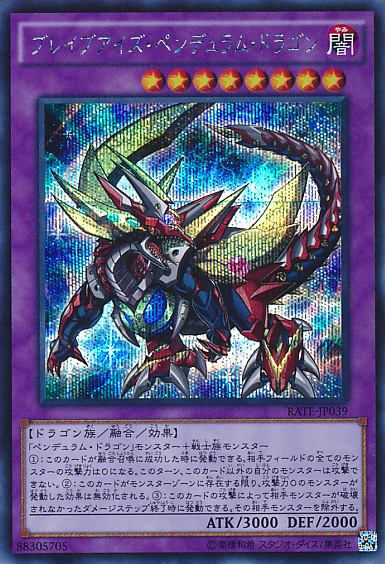 ブレイブアイズ・ペンデュラム・ドラゴン
闇
RATE-JP039
【ドラゴン族／融合／効果】
「ペンデュラム・ドラゴン」モンスター＋戦士族モンスター
①：このカードが融合召喚に成功した時に発動できる。相手フィールドの全てのモ
ンスターの攻撃力は0になる。このターン、このカード以外の自分のモンスターは攻撃で
きない。②：このカードがモンスターゾーンに存在する限り、攻撃力0のモンスターが
発動した効果は無効化される。③：このカードの攻撃によって相手モンスターが破壊
されなかったダメージステップ終了時に発動できる。その相手モンスターを除外する。
ATK/3000 DEF/2000
88305705
©高橋和希 スタジオ・ダイス/集英社